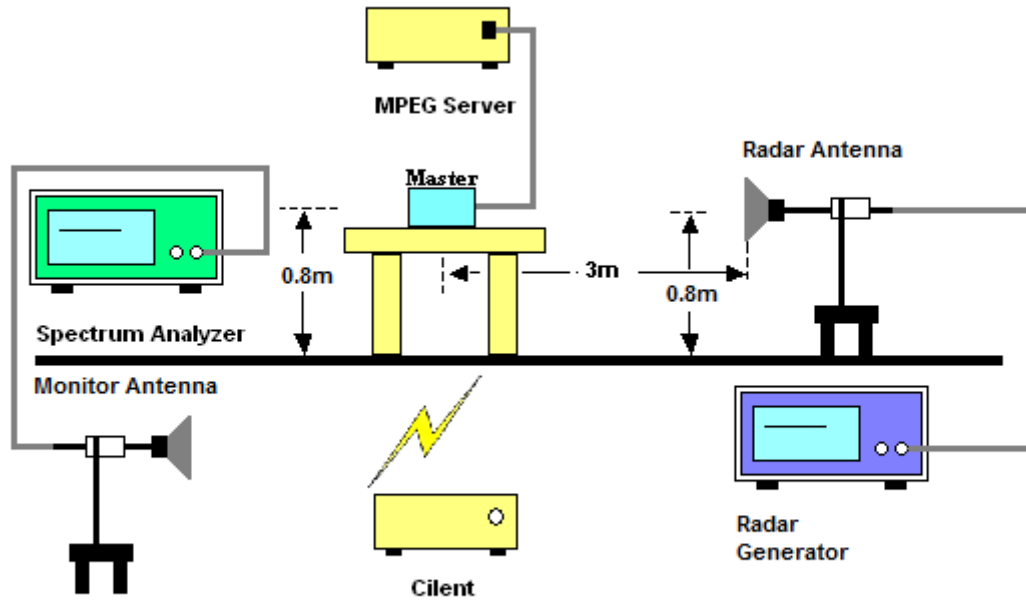 MPEG Server
Radar Antenna
Master
0.8m
3m
0.8m
Spectrum Analyzer
Monitor Antenna
Radar
Generator
Cilent